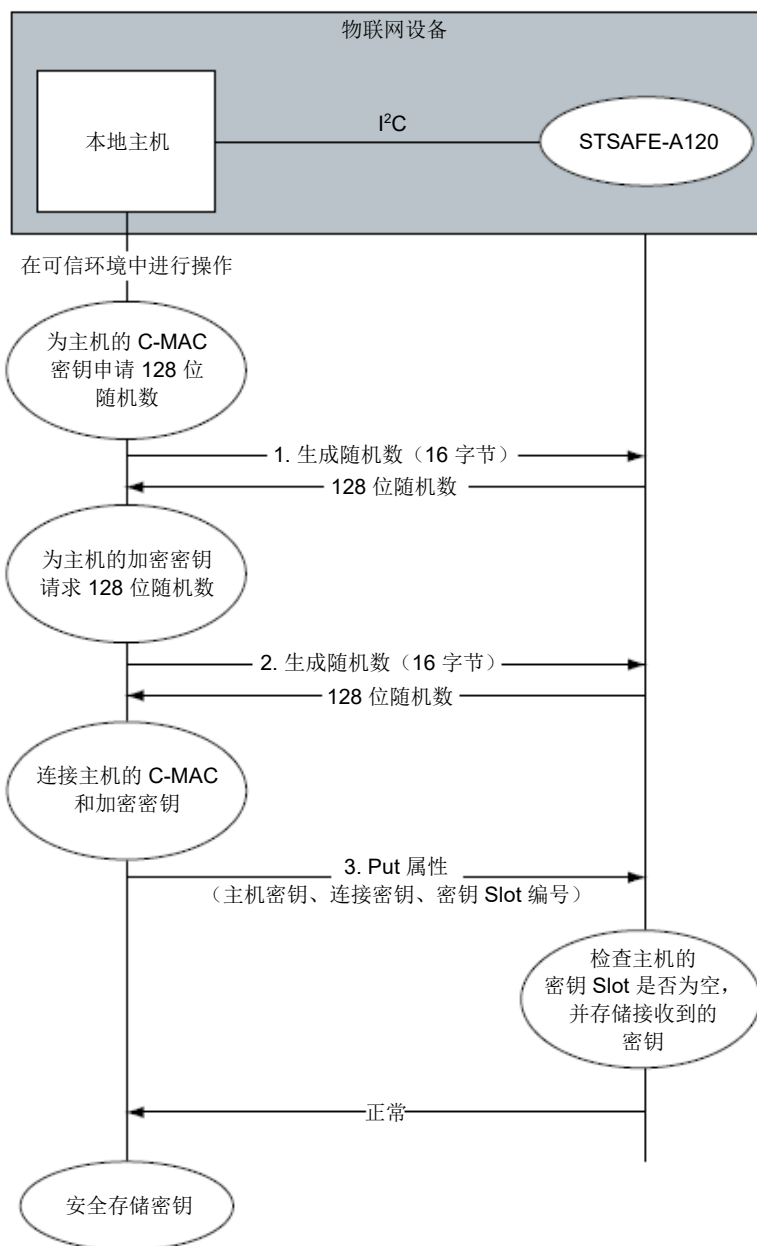 物联网设备
本地主机
I²C
STSAFE-A120
在可信环境中进行操作
为主机的 C-MAC
密钥申请 128 位
随机数
1. 生成随机数（16 字节）
128 位随机数
为主机的加密密钥
请求 128 位随机数
2. 生成随机数（16 字节）
128 位随机数
连接主机的 C-MAC
和加密密钥
3. Put 属性
（主机密钥、连接密钥、密钥 Slot 编号）
检查主机的
密钥 Slot 是否为空，
并存储接收到的
密钥
正常
安全存储密钥